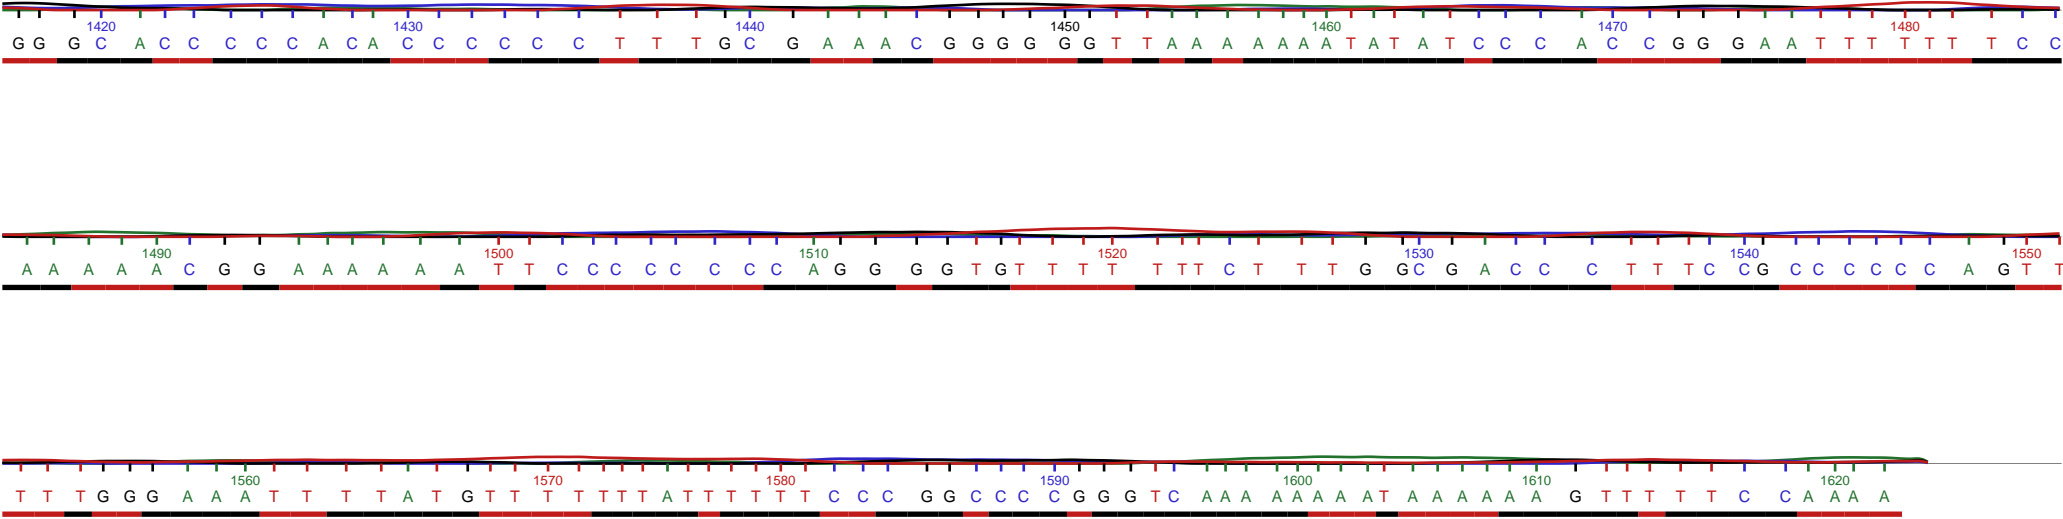 1420 1430 1440 1450 1460 1470 1480
G G G C A C C C C C A C A C C C C C C T T T G C G A A A C G G G G G G T T A A A A A A A T A T A T C C C A C C G G G A A T T T T T T T C C
1490 1500 1510 1520 1530 1540 1550
A A A A A C G G A A A A A A T T C C C C C C C C A G G G G T G T T T T T T T C T T T G G C G A C C C T T T C C G C C C C C C A G T T
1560 1570 1580 1590 1600 1610 1620
T T T G G G A A A T T T T A T G T T T T T T T A T T T T T T C C C G G C C C C G G G T C A A A A A A A A T A A A A A A G T T T T T C C A A A A